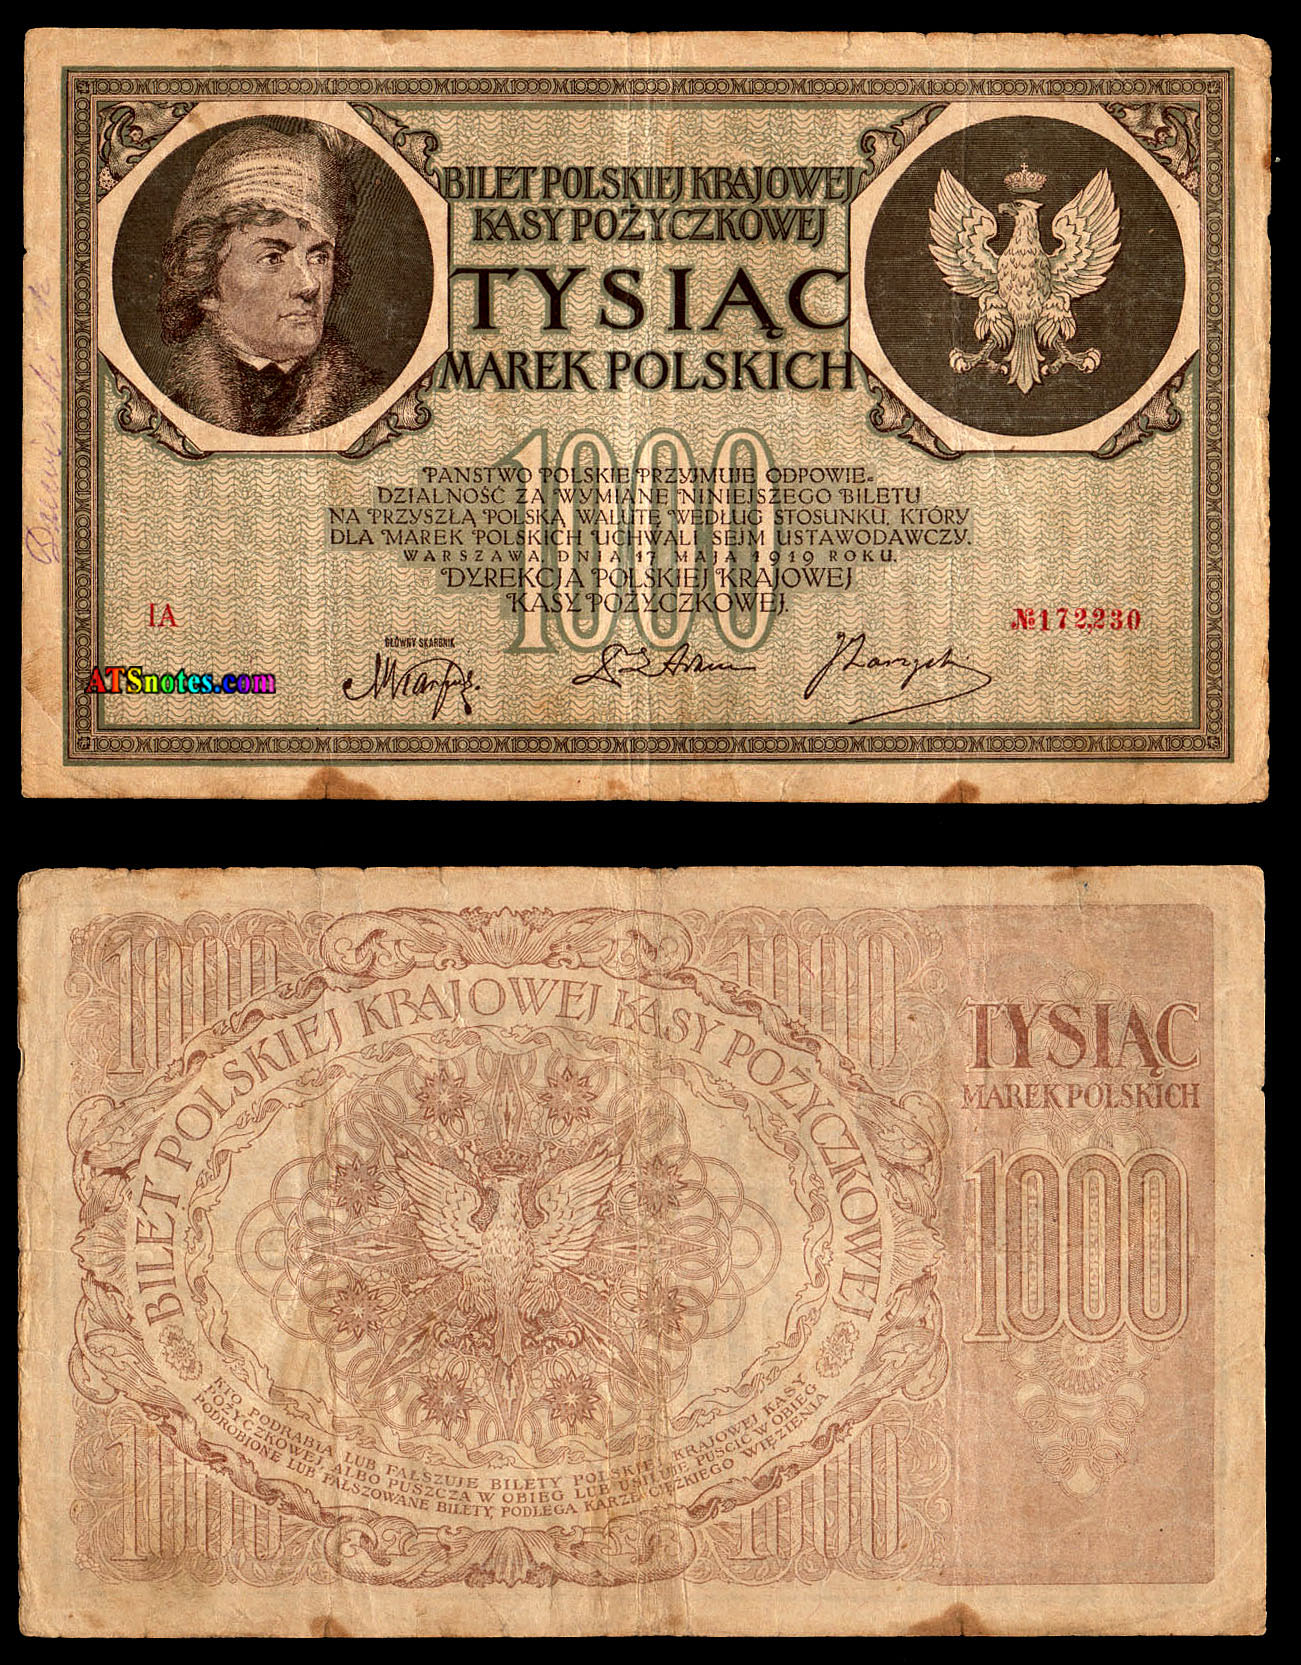 BILET POLSKIEJ KRAJOWEJ
KASY POŻYCZKOWEJ
TYSIĄC
MAREK POLSKICH
1000
PAŃSTWO POLSKIE PRZYJMUJE ODPOWIE-
DZIALNOŚĆ ZA WYMIANĘ NINIEJSZEGO BILETU
NA PRZYSZŁĄ POLSKĄ WALUTĘ WEDŁUG STOSUNKU, KTÓRY
DLA MAREK POLSKICH UCHWALI SEJM USTAWODAWCZY.
WARSZAWA, DNIA 17 MAJA 1919 ROKU.
DYREKCJA POLSKIEJ KRAJOWEJ
KASY POŻYCZKOWEJ.
IA
№172,230
GŁÓWNY SKARBNIK
ATSnotes.com
1000
1000
BILET POLSKIEJ KRAJOWEJ KASY POŻYCZKOWEJ
TYSIĄC
MAREK POLSKICH
1000
KTO PODRABIA LUB FAŁSZUJE BILETY POLSKIEJ KRAJOWEJ KASY
POŻYCZKOWEJ ALBO PUSZCZA W OBIEG LUB USIŁUJE PUŚCIĆ W OBIEG
PODROBIONE LUB FAŁSZOWANE BILETY, PODLEGA KARZE CIĘŻKIEGO WIĘZIENIA
1000
1000